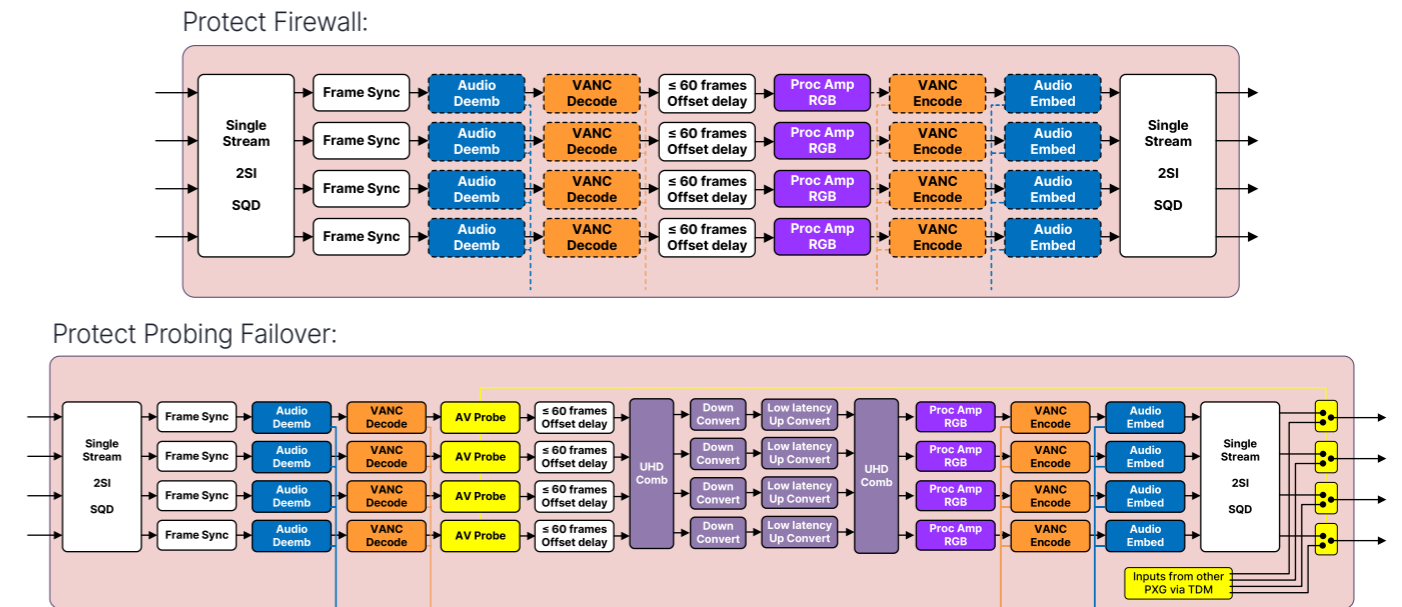 Protect Firewall:
Single
Stream
2SI
SQD
Frame Sync
Audio
Deemb
VANC
Decode
≤ 60 frames
Offset delay
Proc Amp
RGB
VANC
Encode
Audio
Embed
Frame Sync
Audio
Deemb
VANC
Decode
≤ 60 frames
Offset delay
Proc Amp
RGB
VANC
Encode
Audio
Embed
Frame Sync
Audio
Deemb
VANC
Decode
≤ 60 frames
Offset delay
Proc Amp
RGB
VANC
Encode
Audio
Embed
Frame Sync
Audio
Deemb
VANC
Decode
≤ 60 frames
Offset delay
Proc Amp
RGB
VANC
Encode
Audio
Embed
Single
Stream
2SI
SQD
Protect Probing Failover:
Single
Stream
2SI
SQD
Frame Sync
Audio
Deemb
VANC
Decode
AV Probe
≤ 60 frames
Offset delay
Frame Sync
Audio
Deemb
VANC
Decode
AV Probe
≤ 60 frames
Offset delay
Frame Sync
Audio
Deemb
VANC
Decode
AV Probe
≤ 60 frames
Offset delay
Frame Sync
Audio
Deemb
VANC
Decode
AV Probe
≤ 60 frames
Offset delay
UHD
Comb
Down
Convert
Low latency
Up Convert
Down
Convert
Low latency
Up Convert
Down
Convert
Low latency
Up Convert
Down
Convert
Low latency
Up Convert
UHD
Comb
Proc Amp
RGB
VANC
Encode
Audio
Embed
Proc Amp
RGB
VANC
Encode
Audio
Embed
Proc Amp
RGB
VANC
Encode
Audio
Embed
Proc Amp
RGB
VANC
Encode
Audio
Embed
Single
Stream
2SI
SQD
Inputs from other
PXG via TDM